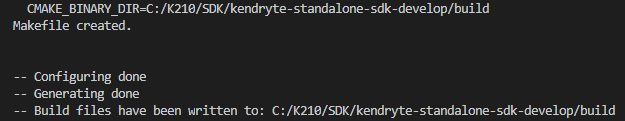 CMAKE_BINARY_DIR=C:/K210/SDK/kendryte-standalone-sdk-develop/build
Makefile created.
-- Configuring done
-- Generating done
-- Build files have been written to: C:/K210/SDK/kendryte-standalone-sdk-develop/build